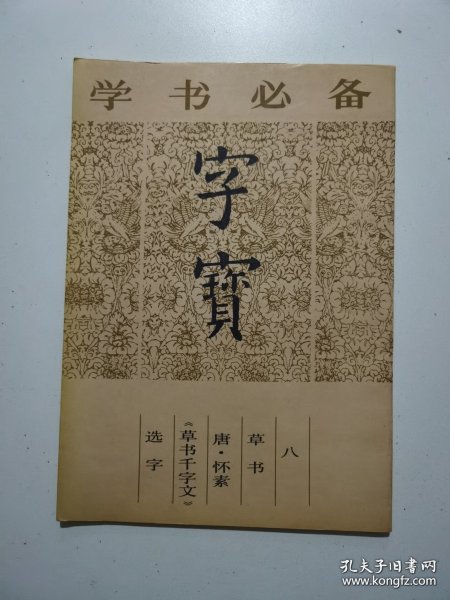 学书必备
字寶
八
草书
唐·怀素
《草书千字文》
选字
孔夫子旧书网
www.kongfz.com